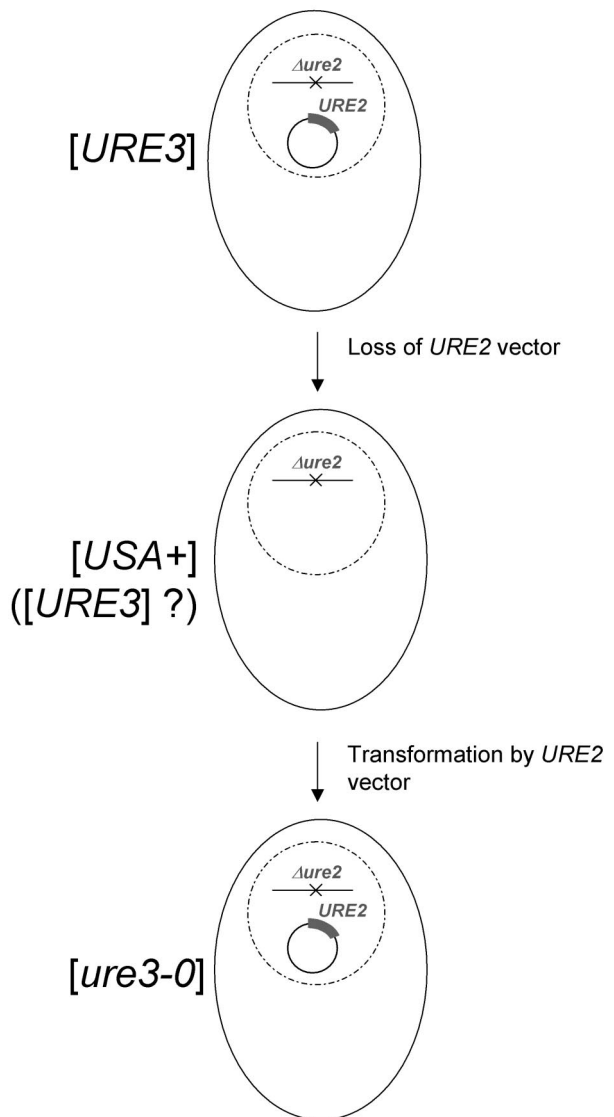 Δure2
URE2
[URE3]
Loss of URE2 vector
Δure2
[USA+]
([URE3] ?)
Transformation by URE2
vector
Δure2
URE2
[ure3-0]